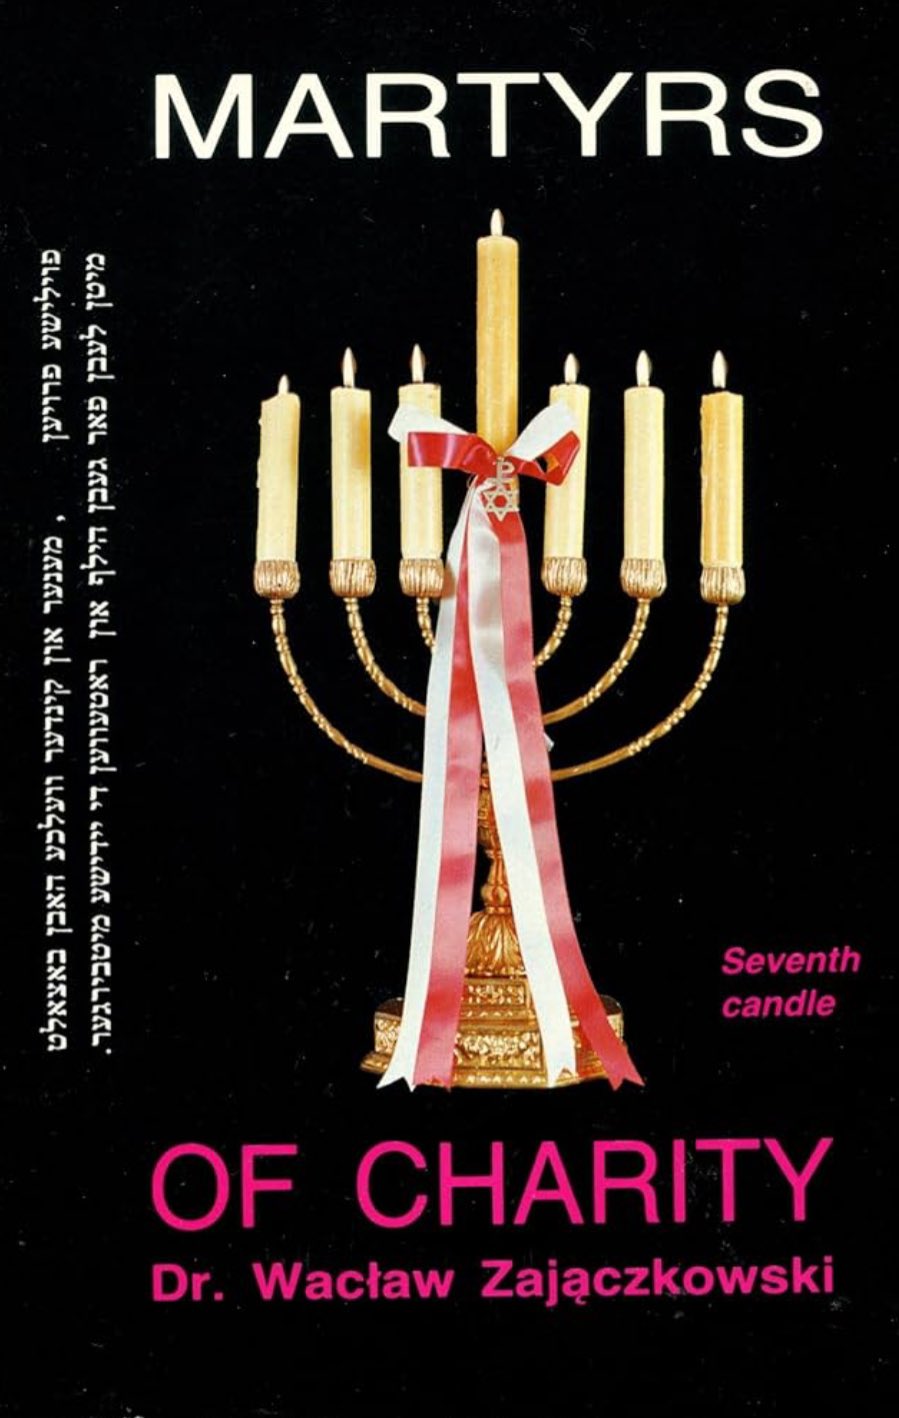 MARTYRS
פוילישע פרויען , מענער און קינדער וועלכע האבן באצאלט
מיטן לעבן פאר געבן הילף און ראטעווען די יידישע מיטבירגער.
Seventh
candle
OF CHARITY
Dr. Wacław Zajączkowski